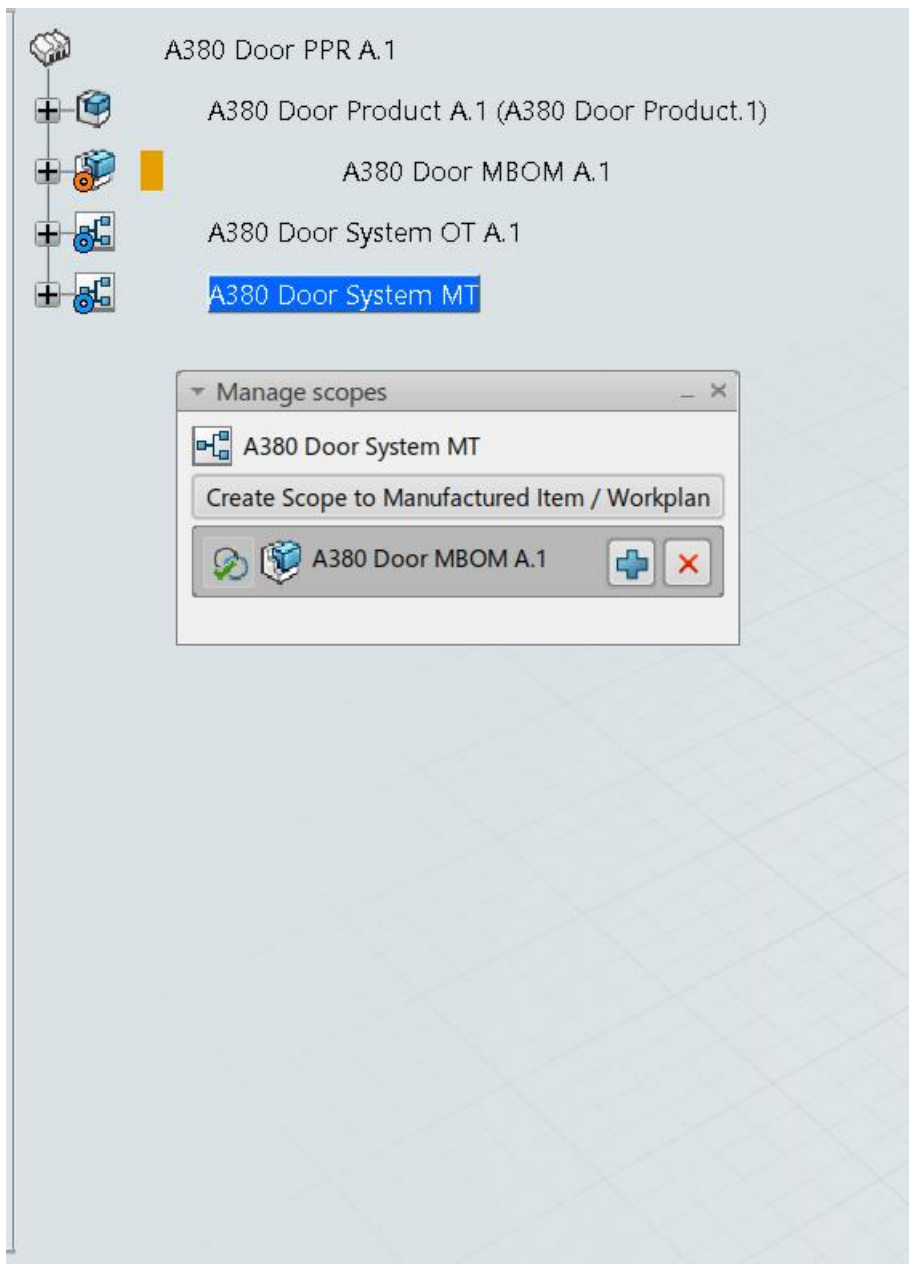 A380 Door PPR A.1
A380 Door Product A.1 (A380 Door Product.1)
A380 Door MBOM A.1
A380 Door System OT A.1
A380 Door System MT
Manage scopes
A380 Door System MT
Create Scope to Manufactured Item / Workplan
A380 Door MBOM A.1